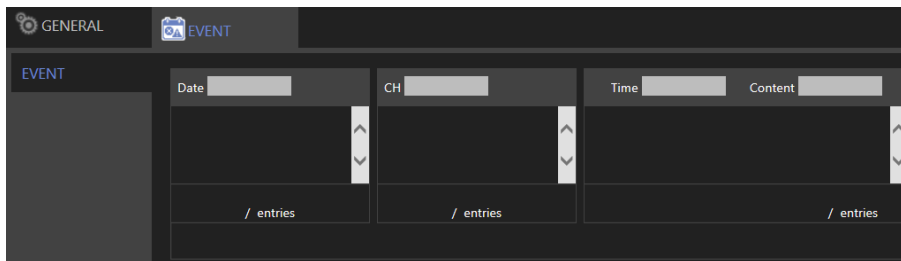 GENERAL
EVENT
EVENT
Date
CH
Time
Content
/ entries
/ entries
/ entries